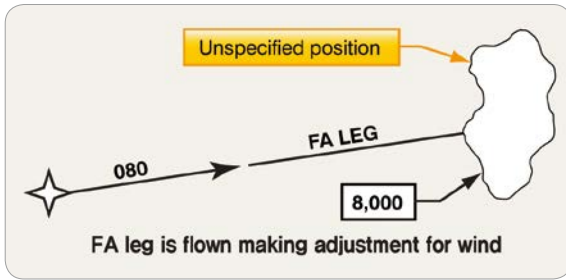 Unspecified position
FA LEG
080
8,000
FA leg is flown making adjustment for wind